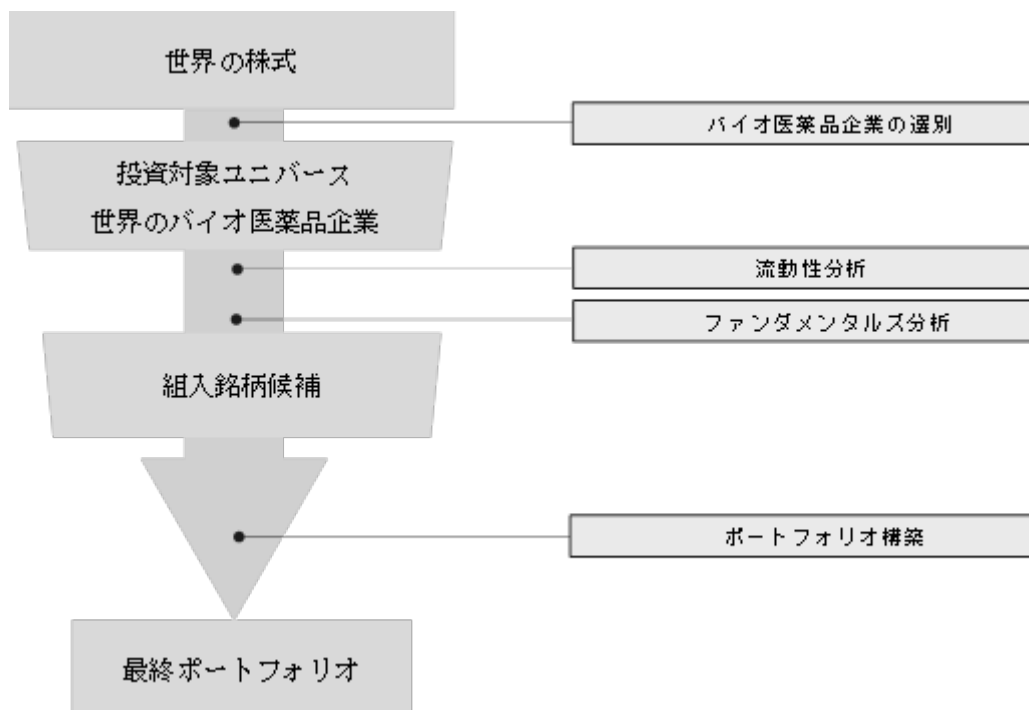 世界の株式
バイオ医薬品企業の選別
投資対象ユニバース
世界のバイオ医薬品企業
流動性分析
ファンダメンタルズ分析
組入銘柄候補
ポートフォリオ構築
最終ポートフォリオ